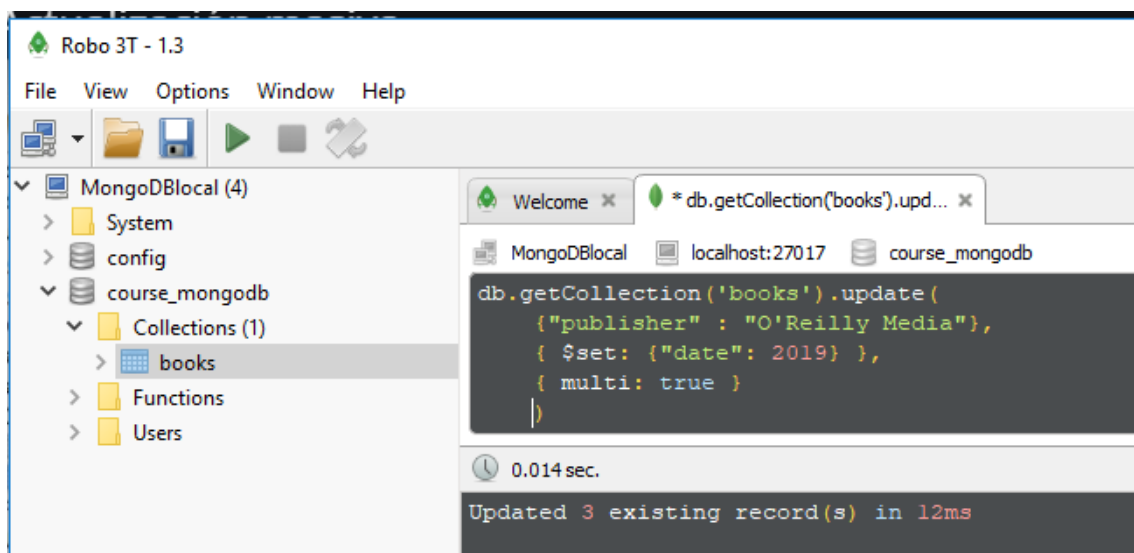 Actualización masiva
Robo 3T - 1.3
File View Options Window Help
MongoDBlocal (4)
System
config
course_mongodb
Collections (1)
books
Functions
Users
Welcome
* db.getCollection('books').upd...
MongoDBlocal localhost:27017 course_mongodb
db.getCollection('books').update(
{"publisher" : "O'Reilly Media"},
{ $set: {"date": 2019} },
{ multi: true }
)
0.014 sec.
Updated 3 existing record(s) in 12ms